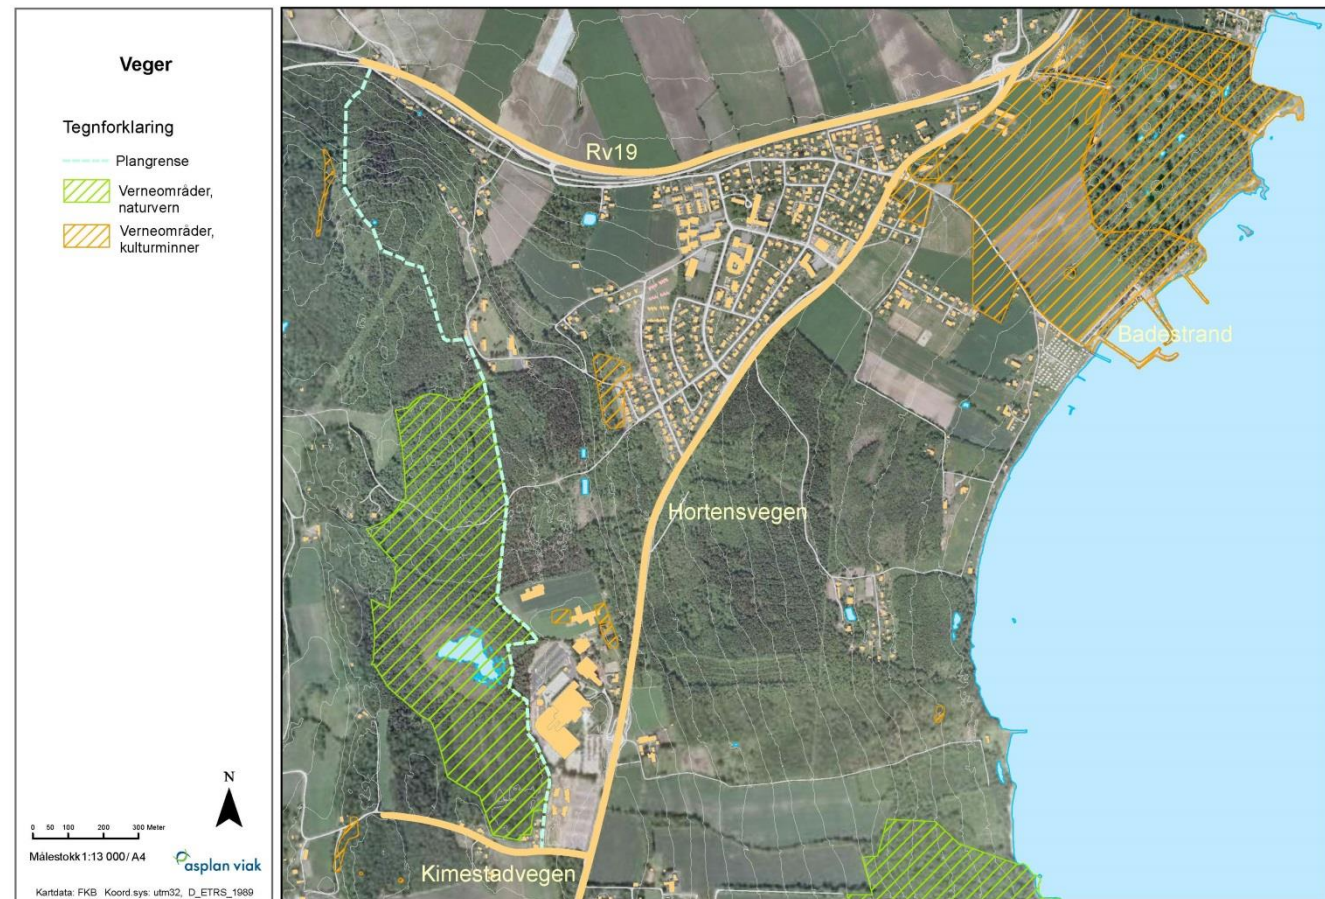 Veger
Tegnforklaring
Plangrense
Verneområder,
naturvern
Verneområder,
kulturminner
N
0 50 100 200 300 Meter
Målestokk 1:13 000/ A4
asplan viak
Kartdata: FKB Koord.sys: utm32, D_ETRS_1989
Rv19
Badestrand
Hortensvegen
Kimestadvegen